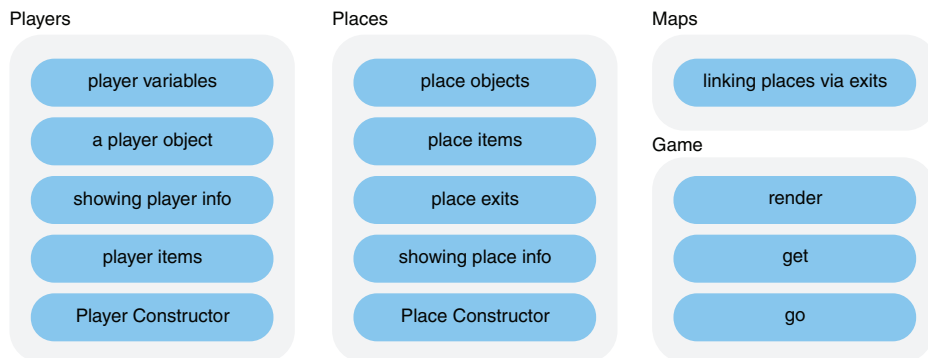 Players
player variables
a player object
showing player info
player items
Player Constructor
Places
place objects
place items
place exits
showing place info
Place Constructor
Maps
linking places via exits
Game
render
get
go